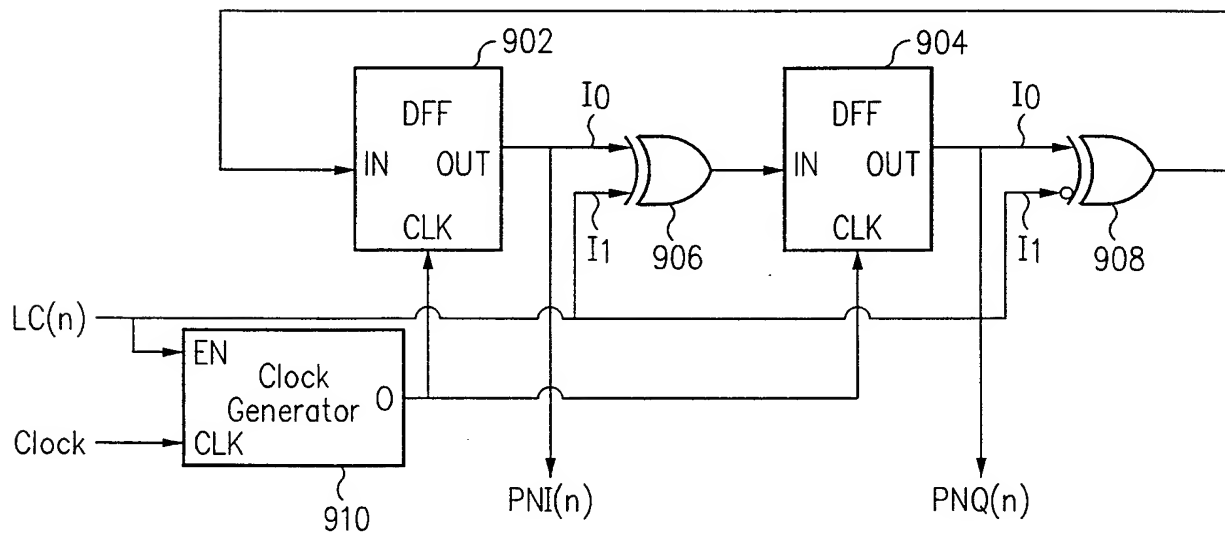 902
904
DFF
IN
OUT
CLK
I0
I1
906
DFF
IN
OUT
CLK
I0
I1
908
LC(n)
EN
Clock
Generator
O
CLK
Clock
910
PNI(n)
PNQ(n)